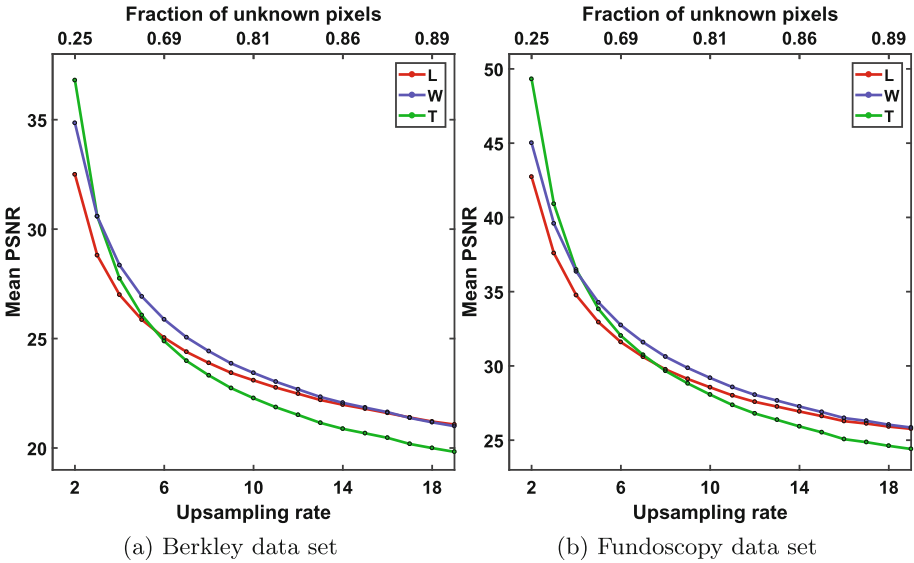 Fraction of unknown pixels
0.25 0.69 0.81 0.86 0.89
L
W
T
35
30
25
20
Mean PSNR
2 6 10 14 18
Upsampling rate
(a) Berkley data set
Fraction of unknown pixels
0.25 0.69 0.81 0.86 0.89
L
W
T
50
45
40
35
30
25
Mean PSNR
2 6 10 14 18
Upsampling rate
(b) Fundoscopy data set